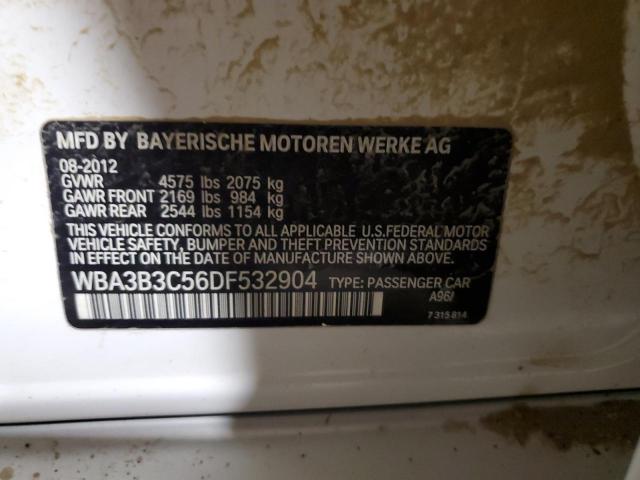 MFD BY BAYERISCHE MOTOREN WERKE AG
08-2012
GVWR 4575 lbs 2075 kg
GAWR FRONT 2169 lbs 984 kg
GAWR REAR 2544 lbs 1154 kg
THIS VEHICLE CONFORMS TO ALL APPLICABLE U.S.FEDERAL MOTOR
VEHICLE SAFETY, BUMPER AND THEFT PREVENTION STANDARDS
IN EFFECT ON THE DATE OF MANUFACTURE SHOWN ABOVE.
WBA3B3C56DF532904 TYPE: PASSENGER CAR
A96/
7 315 814